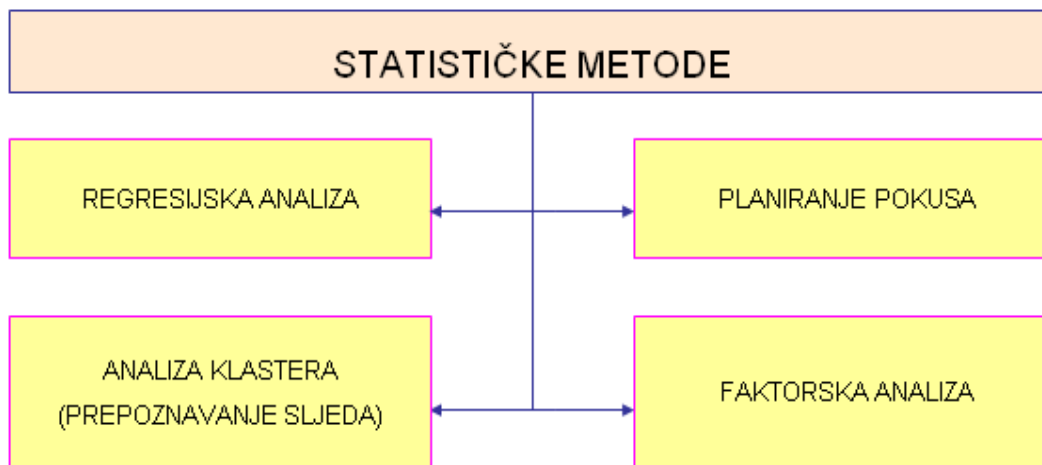 STATISTIČKE METODE
REGRESIJSKA ANALIZA
PLANIRANJE POKUSA
ANALIZA KLASTERA
(PREPOZNAVANJE SLJEDA)
FAKTORSKA ANALIZA